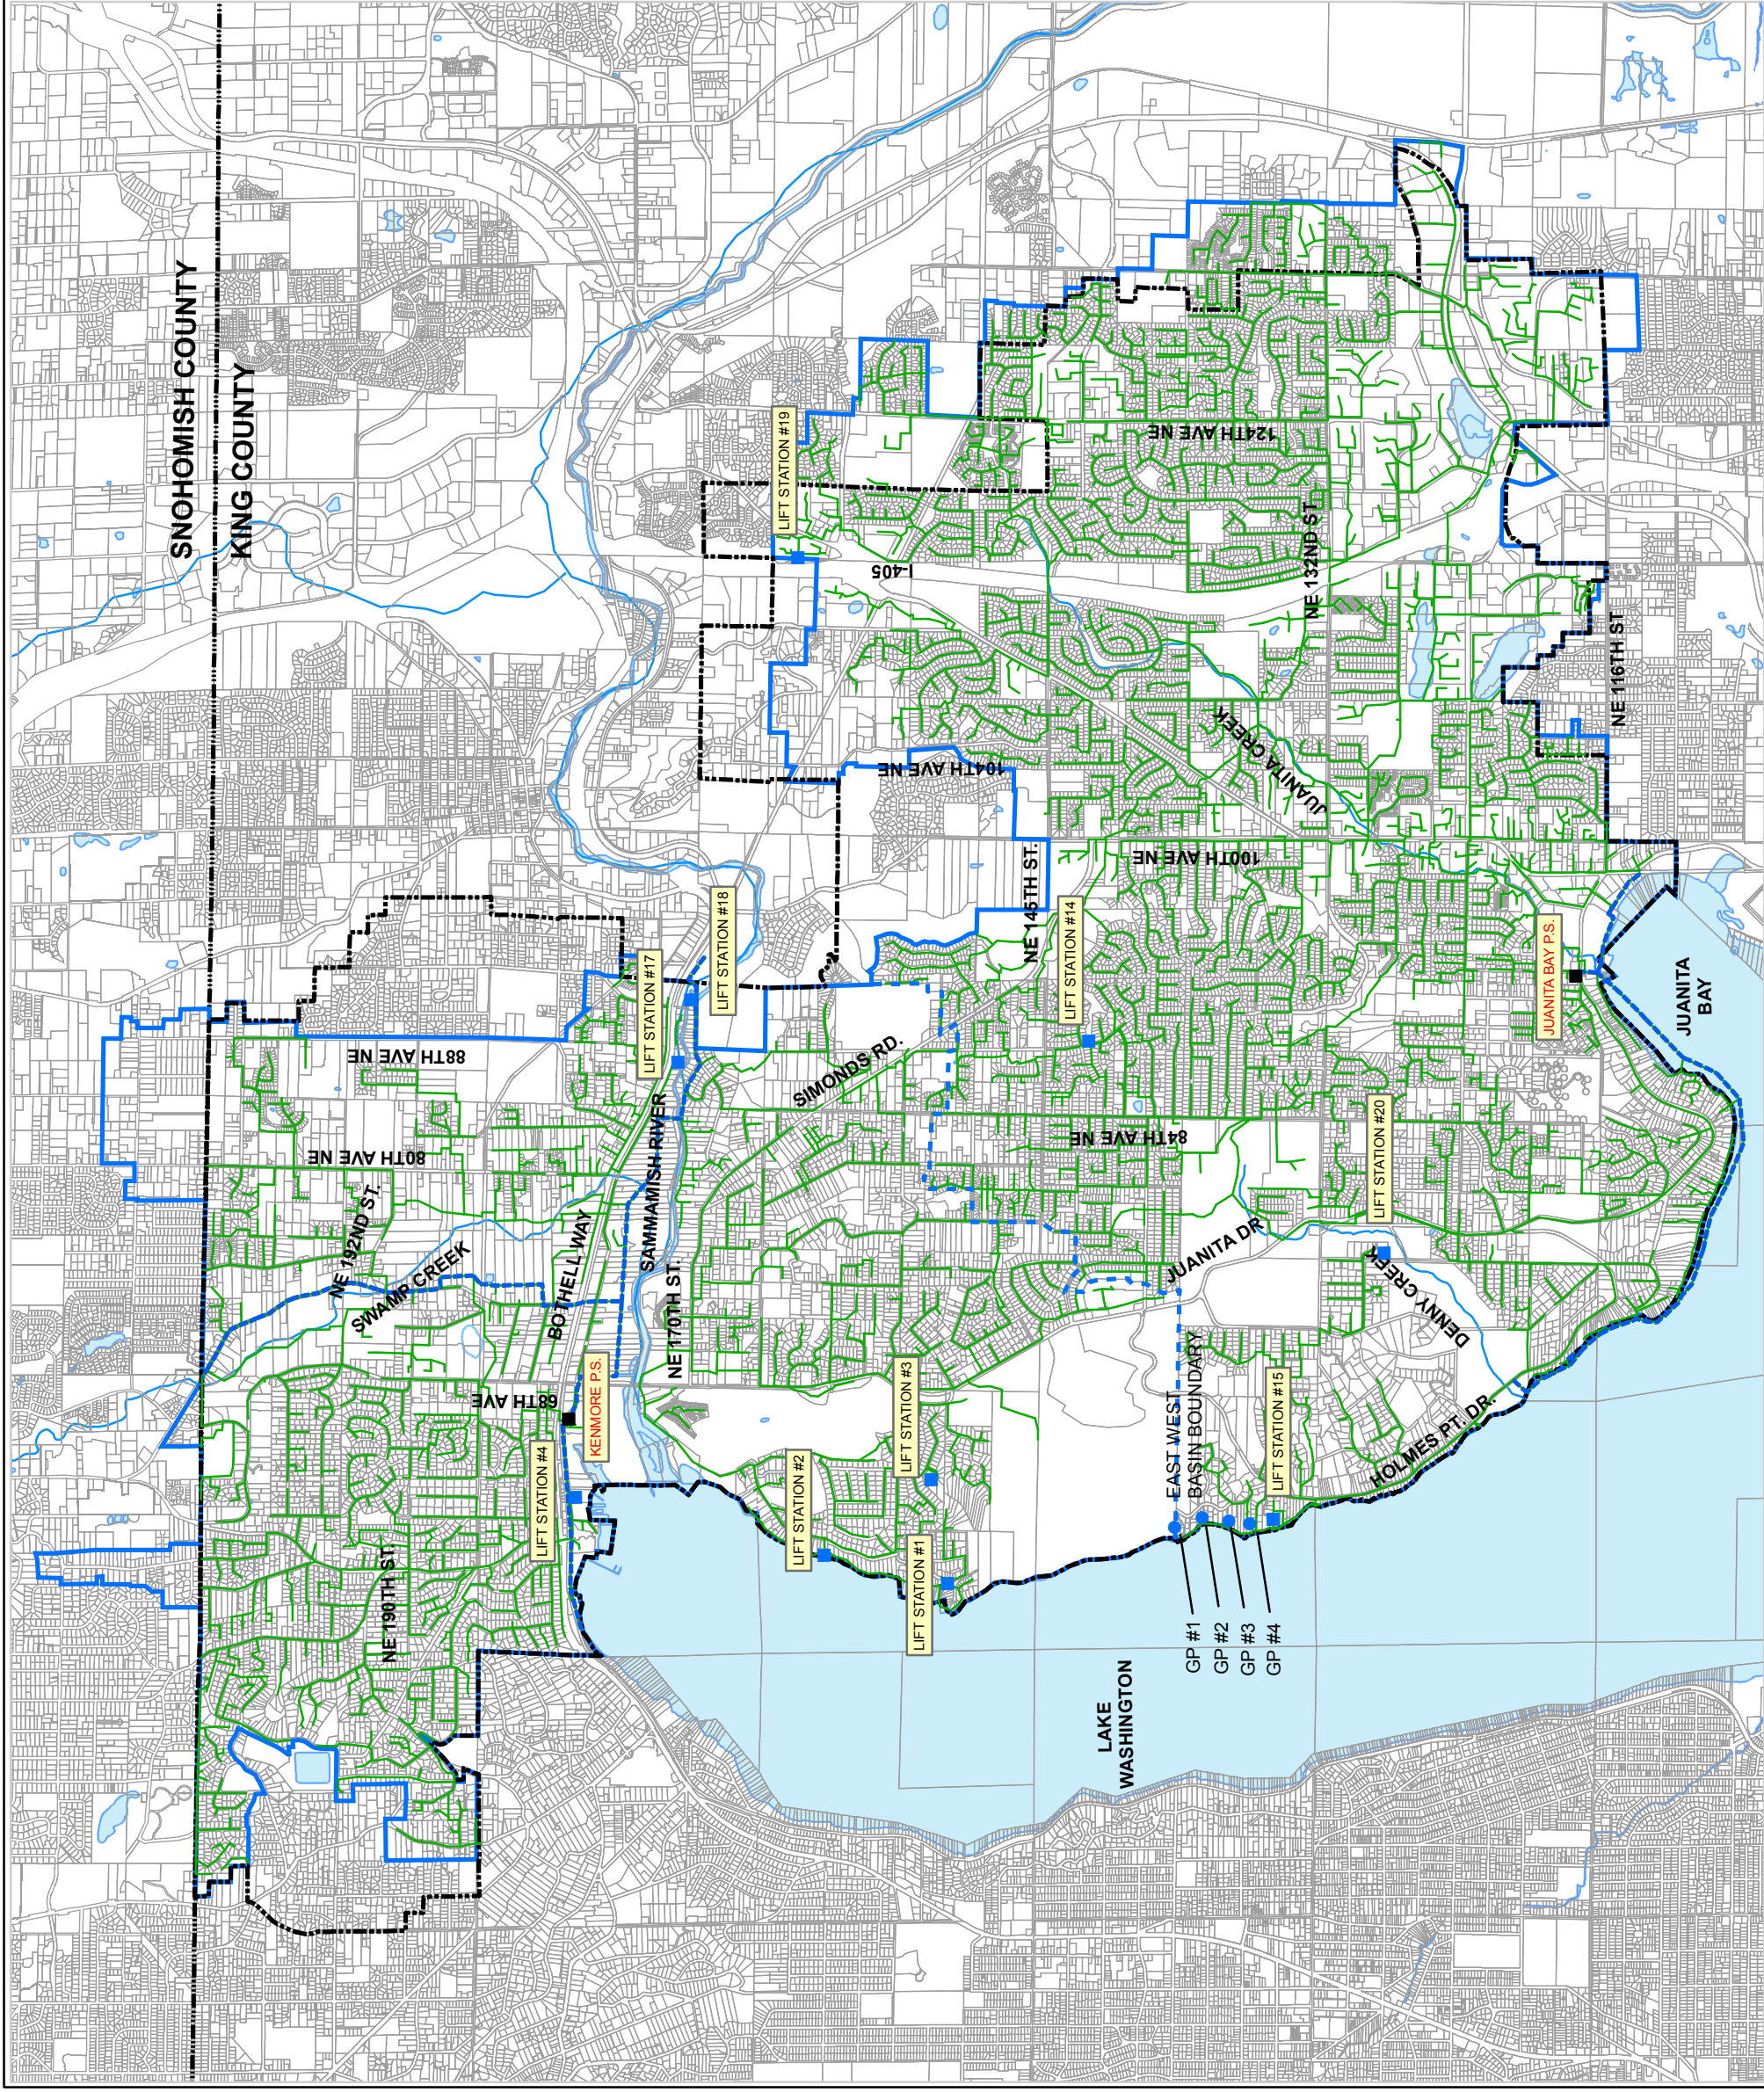 SNOHOMISH COUNTY
KING COUNTY
LIFT STATION #19
I-405
124TH AVE NE
NE 132ND ST.
NE 116TH ST
104TH AVE NE
JUANITA CREEK
100TH AVE NE
NE 145TH ST.
LIFT STATION #14
LIFT STATION #18
LIFT STATION #17
JUANITA BAY P.S.
JUANITA
BAY
88TH AVE NE
80TH AVE NE
NE 192ND ST.
SWAMP CREEK
BOTHELL WAY
SAMMAMISH RIVER
NE 170TH ST.
SIMONDS RD.
84TH AVE NE
LIFT STATION #20
JUANITA DR
DENNY CREEK
HOLMES PT. DR.
EAST WEST
BASIN BOUNDARY
LIFT STATION #15
LIFT STATION #3
LIFT STATION #2
LIFT STATION #1
68TH AVE
KENMORE P.S.
LIFT STATION #4
NE 190TH ST.
GP #1
GP #2
GP #3
GP #4
LAKE
WASHINGTON